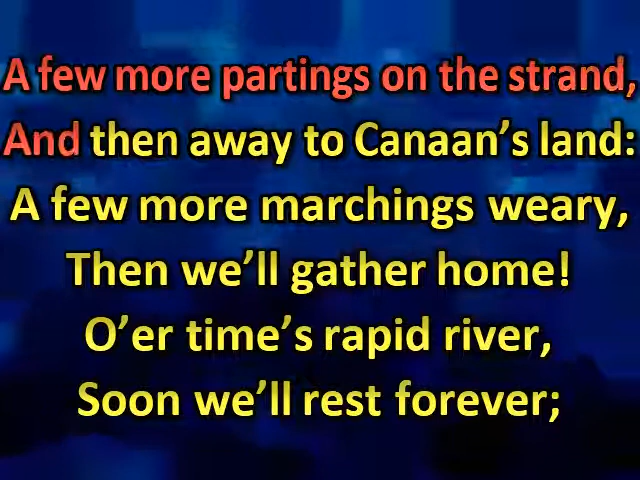 A few more partings on the strand,
And then away to Canaan’s land:
A few more marchings weary,
Then we’ll gather home!
O’er time’s rapid river,
Soon we’ll rest forever;